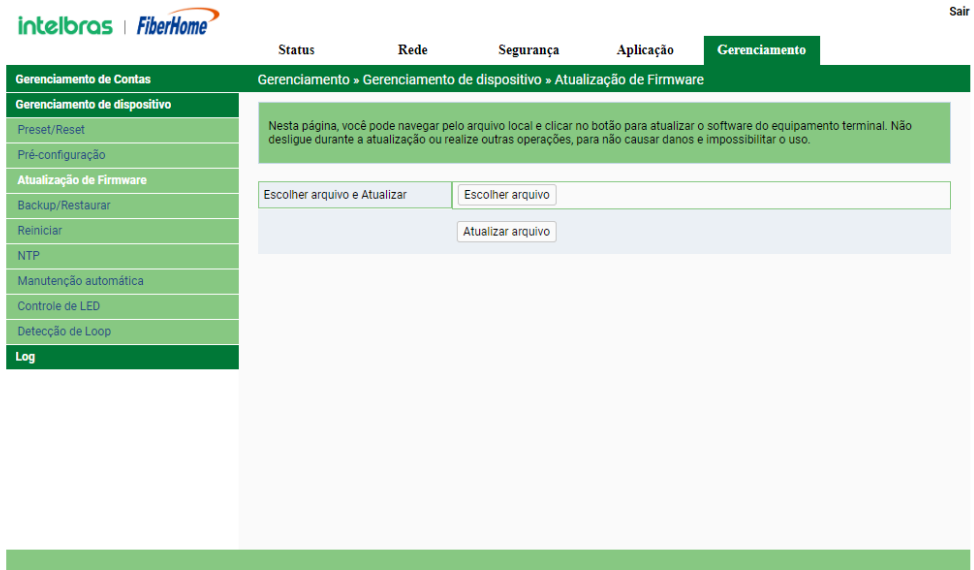 Sair
intelbras | FiberHome
Status Rede Segurança Aplicação Gerenciamento
Gerenciamento de Contas
Gerenciamento » Gerenciamento de dispositivo » Atualização de Firmware
Gerenciamento de dispositivo
Preset/Reset
Pré-configuração
Atualização de Firmware
Backup/Restaurar
Reiniciar
NTP
Manutenção automática
Controle de LED
Detecção de Loop
Log
Nesta página, você pode navegar pelo arquivo local e clicar no botão para atualizar o software do equipamento terminal. Não
desligue durante a atualização ou realize outras operações, para não causar danos e impossibilitar o uso.
Escolher arquivo e Atualizar Escolher arquivo
Atualizar arquivo